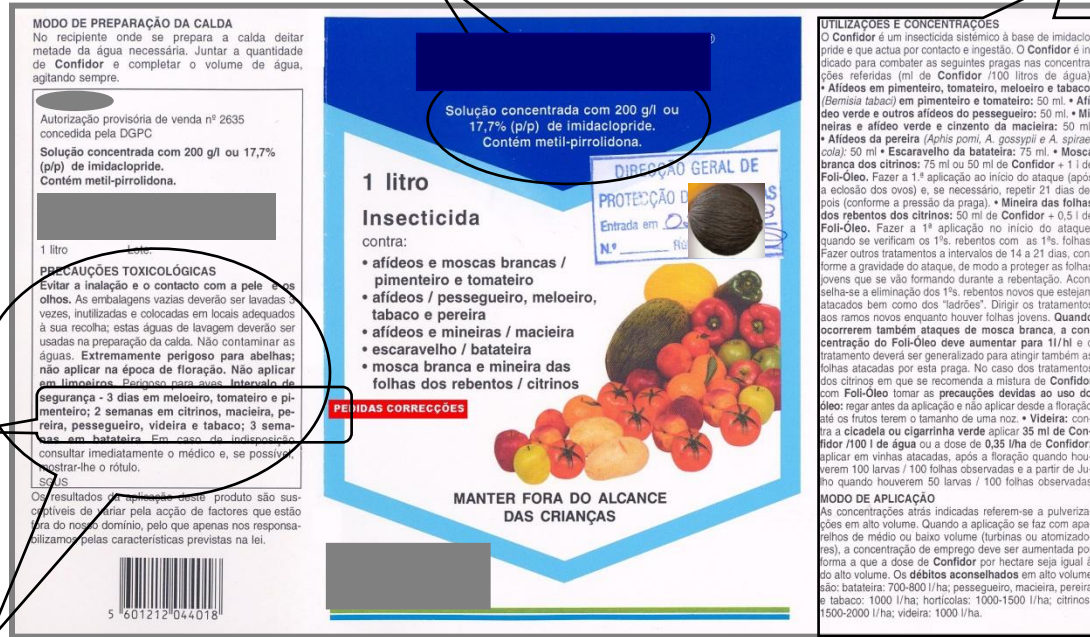 MODO DE PREPARAÇÃO DA CALDA
No recipiente onde se prepara a calda deitar
metade da água necessária. Juntar a quantidade
de Confidor e completar o volume de água,
agitando sempre.
Autorização provisória de venda nº 2635
concedida pela DGPC
Solução concentrada com 200 g/l ou 17,7%
(p/p) de imidaclopride.
Contém metil-pirrolidona.
1 litro Lote:
PRECAUÇÕES TOXICOLÓGICAS
Evitar a inalação e o contacto com a pele e os
olhos. As embalagens vazias deverão ser lavadas 3
vezes, inutilizadas e colocadas em locais adequados
à sua recolha; estas águas de lavagem deverão ser
usadas na preparação da calda. Não contaminar as
águas. Extremamente perigoso para abelhas;
não aplicar na época de floração. Não aplicar
em limoeiros. Perigoso para aves. Intervalo de
segurança - 3 dias em meloeiro, tomateiro e pi-
menteiro; 2 semanas em citrinos, macieira, pe-
reira, pessegueiro, videira e tabaco; 3 sema-
nas em batateira. Em caso de indisposição
consultar imediatamente o médico e, se possível,
mostrar-lhe o rótulo.
SGUS
Os resultados da aplicação deste produto são sus-
ceptíveis de variar pela acção de factores que estão
fora do nosso domínio, pelo que apenas nos responsa-
bilizamos pelas características previstas na lei.
5 601212 044018
®
Solução concentrada com 200 g/l ou
17,7% (p/p) de imidaclopride.
Contém metil-pirrolidona.
DIRECÇÃO GERAL DE
PROTECÇÃO D S
Entrada em
N.º
1 litro
Insecticida
contra:
• afídeos e moscas brancas /
pimenteiro e tomateiro
• afídeos / pessegueiro, meloeiro,
tabaco e pereira
• afídeos e mineiras / macieira
• escaravelho / batateira
• mosca branca e mineira das
folhas dos rebentos / citrinos
PEDIDAS CORRECÇÕES
MANTER FORA DO ALCANCE
DAS CRIANÇAS
UTILIZAÇÕES E CONCENTRAÇÕES
O Confidor é um insecticida sistémico à base de imidaclo
pride e que actua por contacto e ingestão. O Confidor é in
dicado para combater as seguintes pragas nas concentra
ções referidas (ml de Confidor /100 litros de água)
• Afídeos em pimenteiro, tomateiro, meloeiro e tabaco
(Bemisia tabaci) em pimenteiro e tomateiro: 50 ml. • Afí
deo verde e outros afídeos do pessegueiro: 50 ml. • Mi
neiras e afídeo verde e cinzento da macieira: 50 ml
• Afídeos da pereira (Aphis pomi, A. gossypii e A. spirae
cola): 50 ml • Escaravelho da batateira: 75 ml. • Mosca
branca dos citrinos: 75 ml ou 50 ml de Confidor + 1 l de
Foli-Óleo. Fazer a 1.ª aplicação ao início do ataque (após
a eclosão dos ovos) e, se necessário, repetir 21 dias de
pois (conforme a pressão da praga). • Mineira das folhas
dos rebentos dos citrinos: 50 ml de Confidor + 0,5 l de
Foli-Óleo. Fazer a 1ª aplicação no início do ataque
quando se verificam os 1ºs. rebentos com as 1ªs. folhas
Fazer outros tratamentos a intervalos de 14 a 21 dias, con
forme a gravidade do ataque, de modo a proteger as folhas
jovens que se vão formando durante a rebentação. Acon
selha-se a eliminação dos 1ºs. rebentos novos que estejam
atacados bem como dos "ladrões". Dirigir os tratamentos
aos ramos novos enquanto houver folhas jovens. Quando
ocorrerem também ataques de mosca branca, a con
centração do Foli-Óleo deve aumentar para 1l/hl e o
tratamento deverá ser generalizado para atingir também as
folhas atacadas por esta praga. No caso dos tratamentos
dos citrinos em que se recomenda a mistura de Confidor
com Foli-Óleo tomar as precauções devidas ao uso do
óleo: regar antes da aplicação e não aplicar desde a floração
até os frutos terem o tamanho de uma noz. • Videira: con
tra a cicadela ou cigarrinha verde aplicar 35 ml de Con
fidor /100 l de água ou a dose de 0,35 l/ha de Confidor:
aplicar em vinhas atacadas, após a floração quando hou
verem 100 larvas / 100 folhas observadas e a partir de Ju
lho quando houverem 50 larvas / 100 folhas observadas
MODO DE APLICAÇÃO
As concentrações atrás indicadas referem-se a pulveriza
ções em alto volume. Quando a aplicação se faz com apa
relhos de médio ou baixo volume (turbinas ou atomizado
res), a concentração de emprego deve ser aumentada po
forma a que a dose de Confidor por hectare seja igual à
do alto volume. Os débitos aconselhados em alto volume
são: batateira: 700-800 l/ha; pessegueiro, macieira, pereira
e tabaco: 1000 l/ha; hortícolas: 1000-1500 l/ha; citrinos
1500-2000 l/ha; videira: 1000 l/ha.